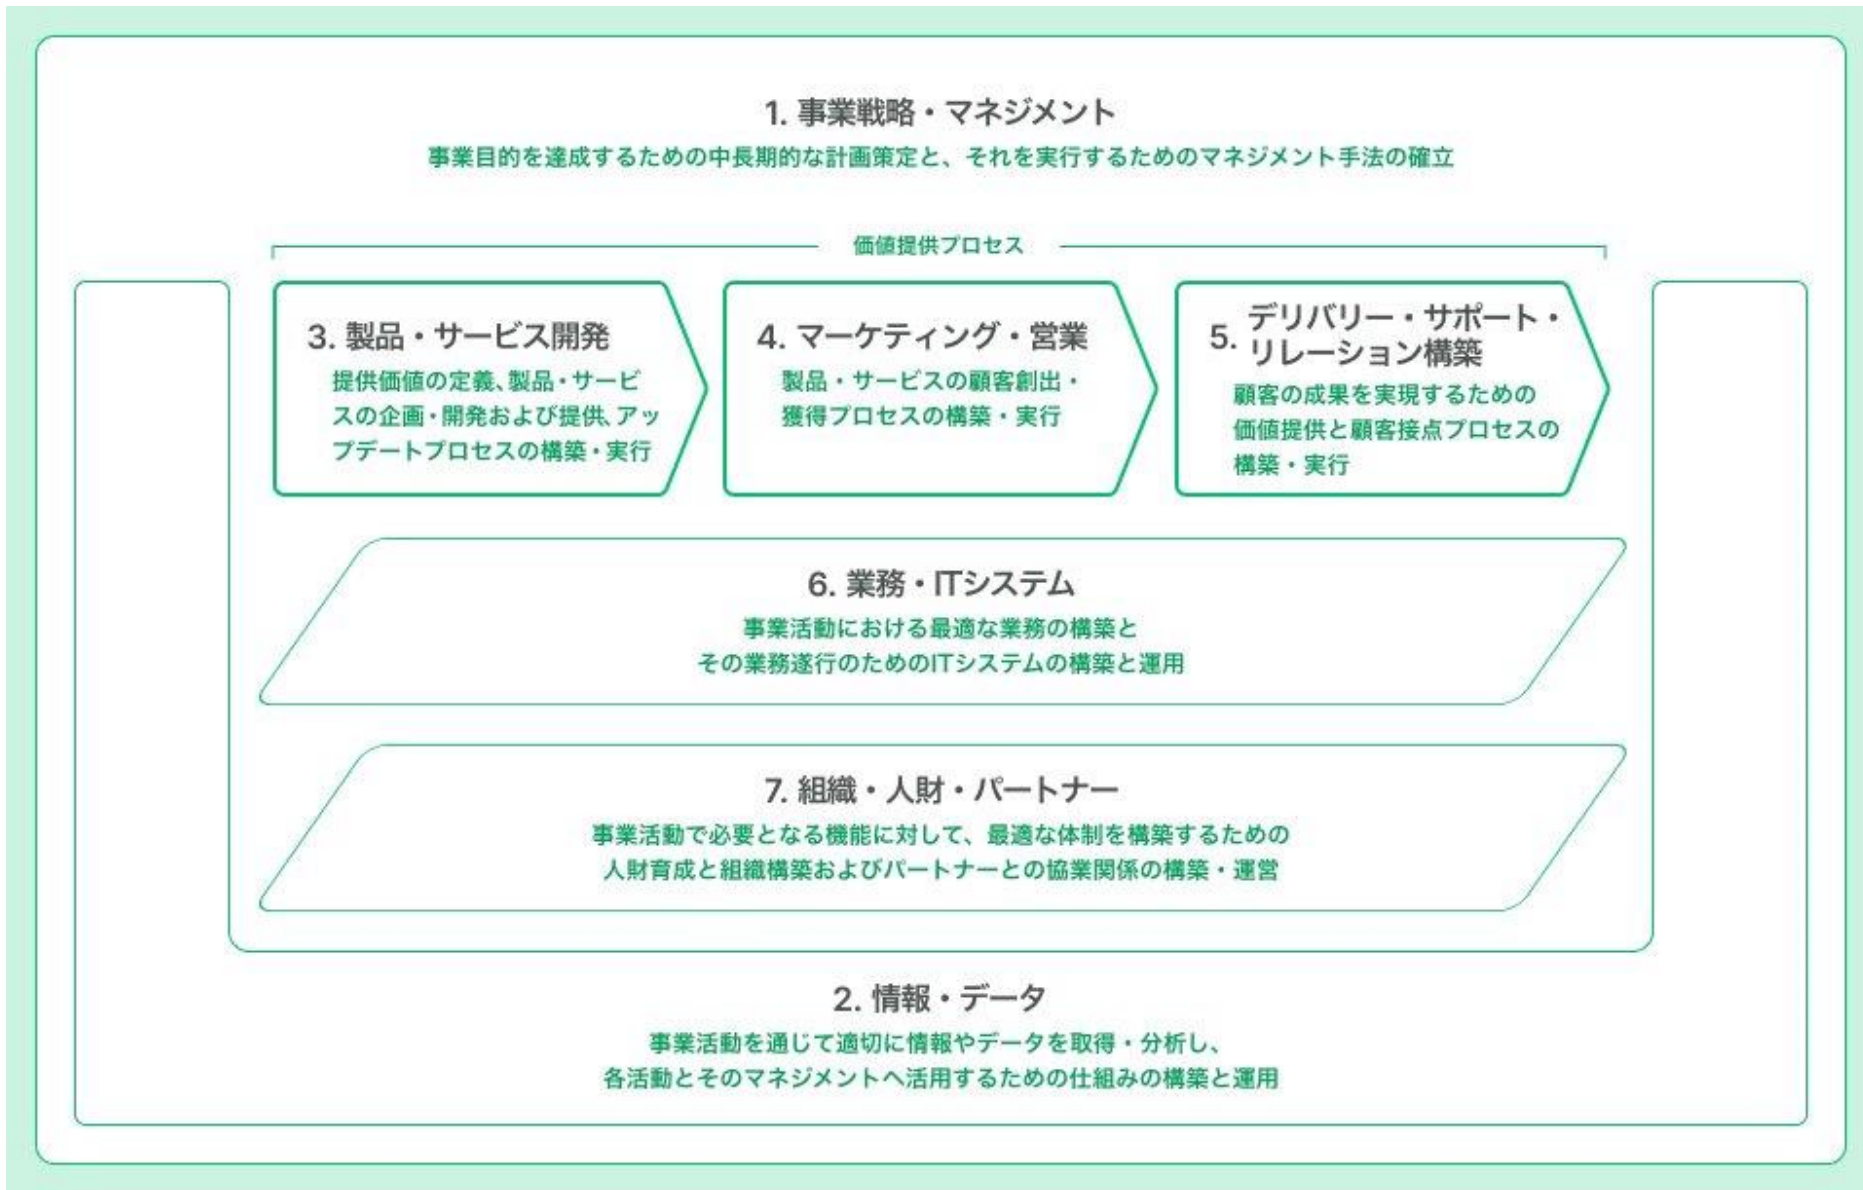 1. 事業戦略・マネジメント
事業目的を達成するための中長期的な計画策定と、それを実行するためのマネジメント手法の確立
価値提供プロセス
3. 製品・サービス開発
提供価値の定義、製品・サービ
スの企画・開発および提供、アッ
プデートプロセスの構築・実行
4. マーケティング・営業
製品・サービスの顧客創出・
獲得プロセスの構築・実行
5. デリバリー・サポート・
リレーション構築
顧客の成果を実現するための
価値提供と顧客接点プロセスの
構築・実行
6. 業務・ITシステム
事業活動における最適な業務の構築と
その業務遂行のためのITシステムの構築と運用
7. 組織・人財・パートナー
事業活動で必要となる機能に対して、最適な体制を構築するための
人財育成と組織構築およびパートナーとの協業関係の構築・運営
2. 情報・データ
事業活動を通じて適切に情報やデータを取得・分析し、
各活動とそのマネジメントへ活用するための仕組みの構築と運用